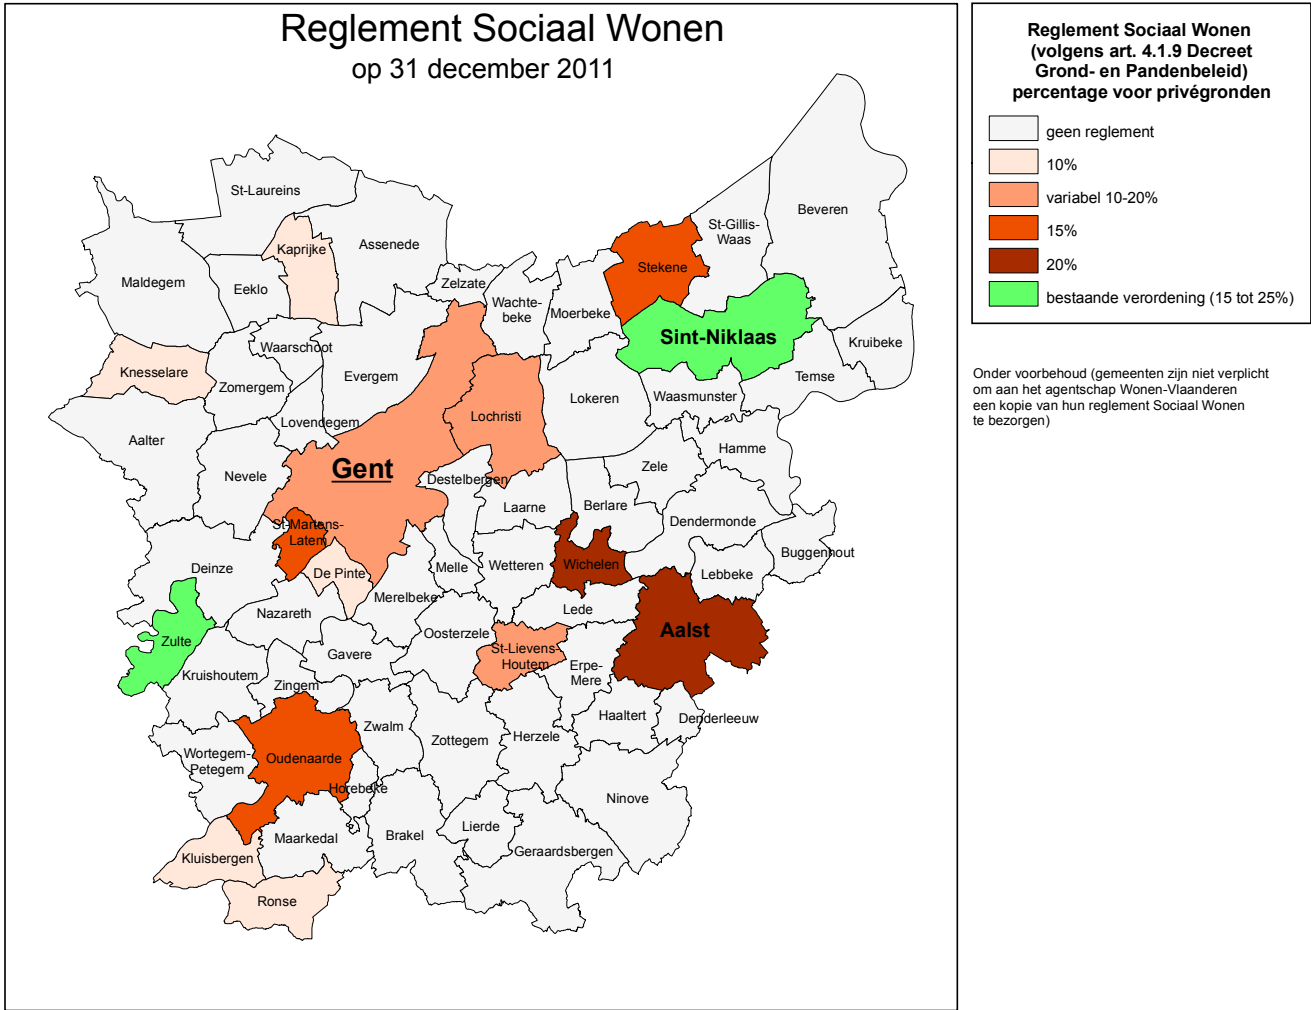 Reglement Sociaal Wonen
op 31 december 2011
Reglement Sociaal Wonen
(volgens art. 4.1.9 Decreet
Grond- en Pandenbeleid)
percentage voor privégronden
geen reglement
10%
variabel 10-20%
15%
20%
bestaande verordening (15 tot 25%)
Onder voorbehoud (gemeenten zijn niet verplicht
om aan het agentschap Wonen-Vlaanderen
een kopie van hun reglement Sociaal Wonen
te bezorgen)
St-Laureins
Beveren
St-Gillis-
Waas
Kaprijke
Assenede
Stekene
Maldegem
Eeklo
Zelzate
Wachte-
beke
Moerbeke
Sint-Niklaas
Kruibeke
Waarschoot
Knesselare
Zomergem
Evergem
Temse
Lokeren
Waasmunster
Lochristi
Lovendegem
Aalter
Hamme
Gent
Zele
Nevele
Destelbergen
Laarne
Berlare
Dendermonde
St-Martens-
Latem
Buggenhout
Deinze
De Pinte
Melle
Wetteren
Wichelen
Lebbeke
Merelbeke
Nazareth
Lede
Oosterzele
Aalst
Zulte
Gavere
St-Lievens-
Houtem
Erpe-
Mere
Kruishoutem
Zingem
Haaltert
Denderleeuw
Zwalm
Zottegem
Herzele
Wortegem-
Petegem
Oudenaarde
Horebeke
Ninove
Maarkedal
Brakel
Lierde
Geraardsbergen
Kluisbergen
Ronse